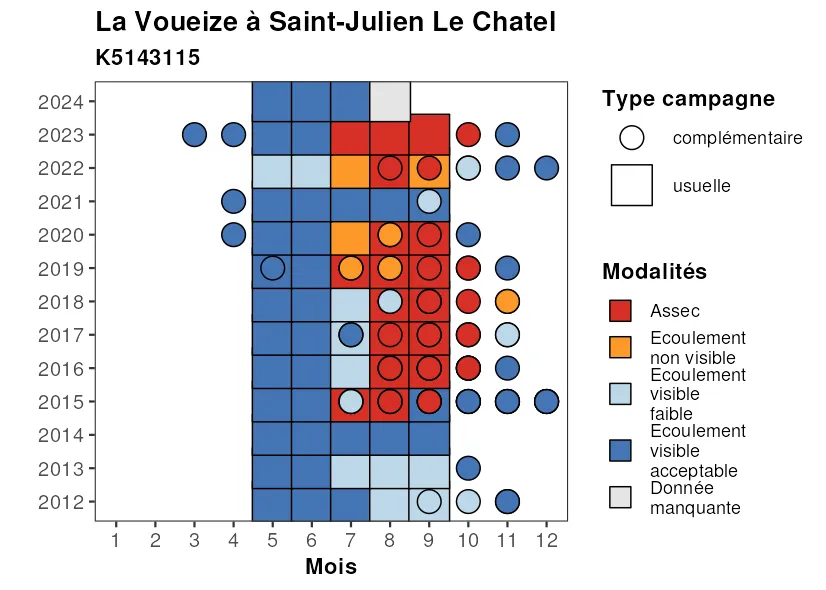 La Voueize à Saint-Julien Le Chatel
K5143115
2024
2023
2022
2021
2020
2019
2018
2017
2016
2015
2014
2013
2012
1 2 3 4 5 6 7 8 9 10 11 12
Mois
Type campagne
complémentaire
usuelle
Modalités
Assec
Ecoulement
non visible
Ecoulement
visible
faible
Ecoulement
visible
acceptable
Donnée
manquante